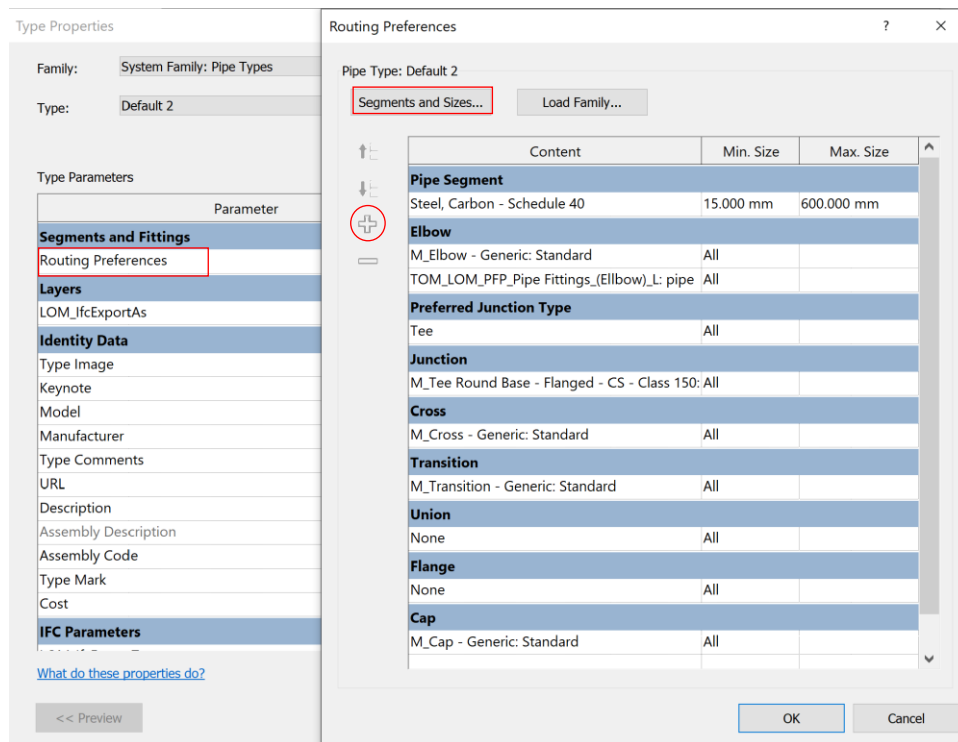 Type Properties
Family:
System Family: Pipe Types
Type:
Default 2
Type Parameters
Parameter
Segments and Fittings
Routing Preferences
Layers
LOM_IfcExportAs
Identity Data
Type Image
Keynote
Model
Manufacturer
Type Comments
URL
Description
Assembly Description
Assembly Code
Type Mark
Cost
IFC Parameters
What do these properties do?
<< Preview
Routing Preferences
?
Pipe Type: Default 2
Segments and Sizes...
Load Family...
Content Min. Size Max. Size
Pipe Segment
Steel, Carbon - Schedule 40 15.000 mm 600.000 mm
Elbow
M_Elbow - Generic: Standard All
TOM_LOM_PFP_Pipe Fittings_(Ellbow)_L: pipe All
Preferred Junction Type
Tee All
Junction
M_Tee Round Base - Flanged - CS - Class 150: All
Cross
M_Cross - Generic: Standard All
Transition
M_Transition - Generic: Standard All
Union
None All
Flange
None All
Cap
M_Cap - Generic: Standard All
OK
Cancel